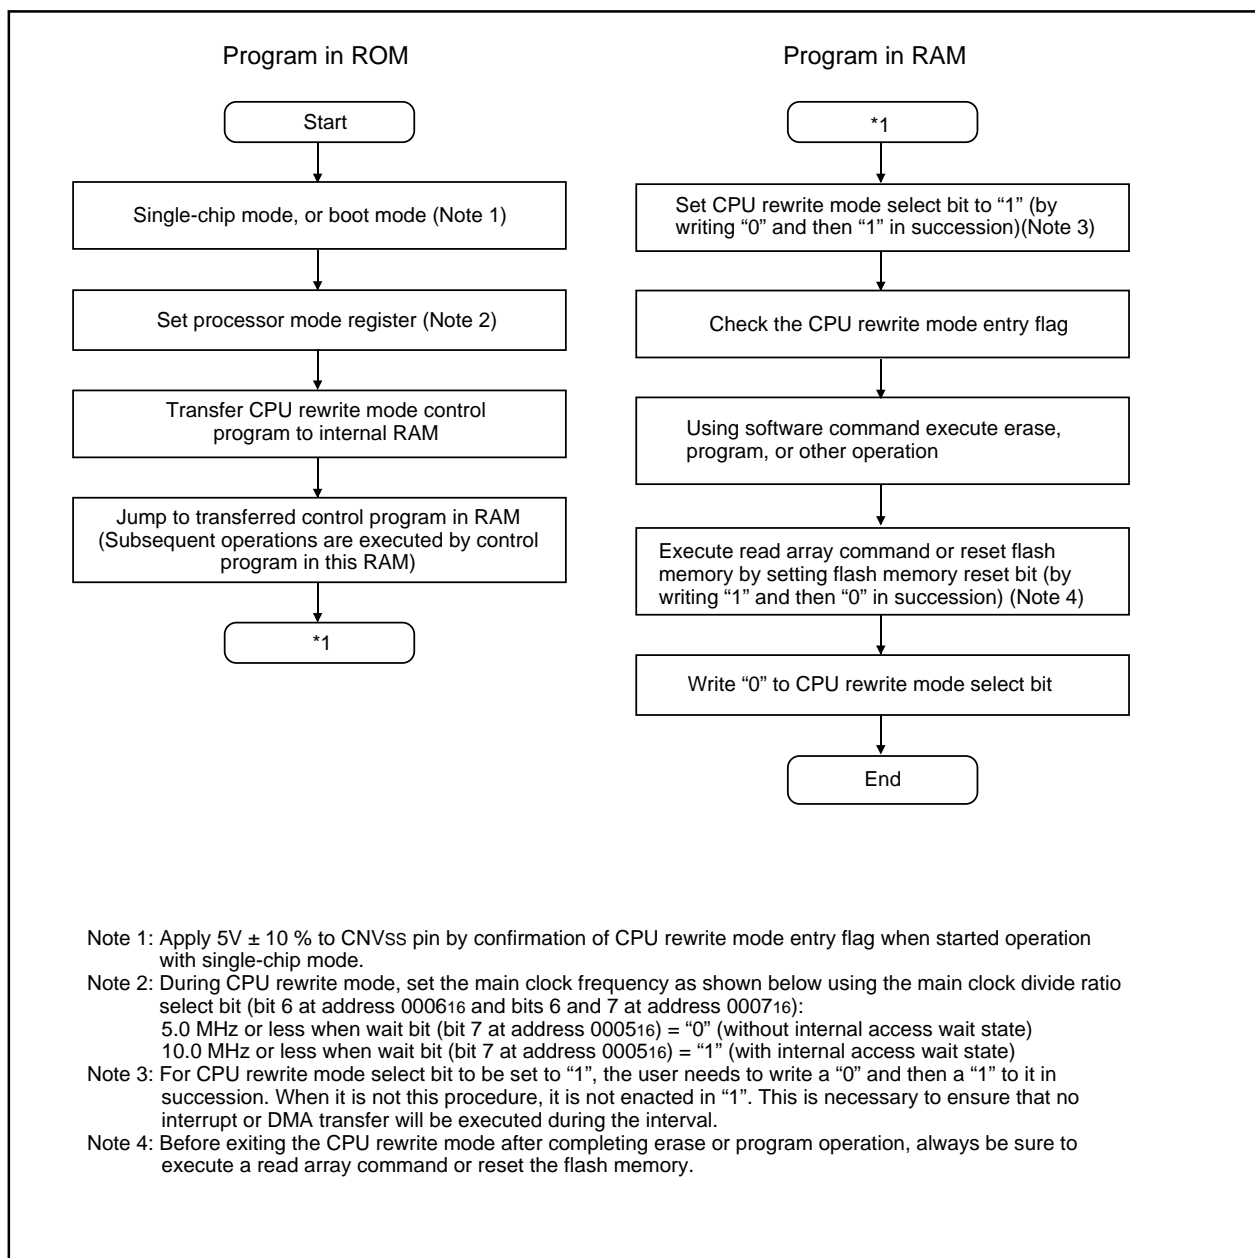 Program in ROM
Start
Single-chip mode, or boot mode (Note 1)
Set processor mode register (Note 2)
Transfer CPU rewrite mode control
program to internal RAM
Jump to transferred control program in RAM
(Subsequent operations are executed by control
program in this RAM)
*1
Program in RAM
*1
Set CPU rewrite mode select bit to “1” (by
writing “0” and then “1” in succession)(Note 3)
Check the CPU rewrite mode entry flag
Using software command execute erase,
program, or other operation
Execute read array command or reset flash
memory by setting flash memory reset bit (by
writing “1” and then “0” in succession) (Note 4)
Write “0” to CPU rewrite mode select bit
End
Note 1: Apply 5V ± 10 % to CNVSS pin by confirmation of CPU rewrite mode entry flag when started operation
with single-chip mode.
Note 2: During CPU rewrite mode, set the main clock frequency as shown below using the main clock divide ratio
select bit (bit 6 at address 000616 and bits 6 and 7 at address 000716):
5.0 MHz or less when wait bit (bit 7 at address 000516) = “0” (without internal access wait state)
10.0 MHz or less when wait bit (bit 7 at address 000516) = “1” (with internal access wait state)
Note 3: For CPU rewrite mode select bit to be set to “1”, the user needs to write a “0” and then a “1” to it in
succession. When it is not this procedure, it is not enacted in “1”. This is necessary to ensure that no
interrupt or DMA transfer will be executed during the interval.
Note 4: Before exiting the CPU rewrite mode after completing erase or program operation, always be sure to
execute a read array command or reset the flash memory.